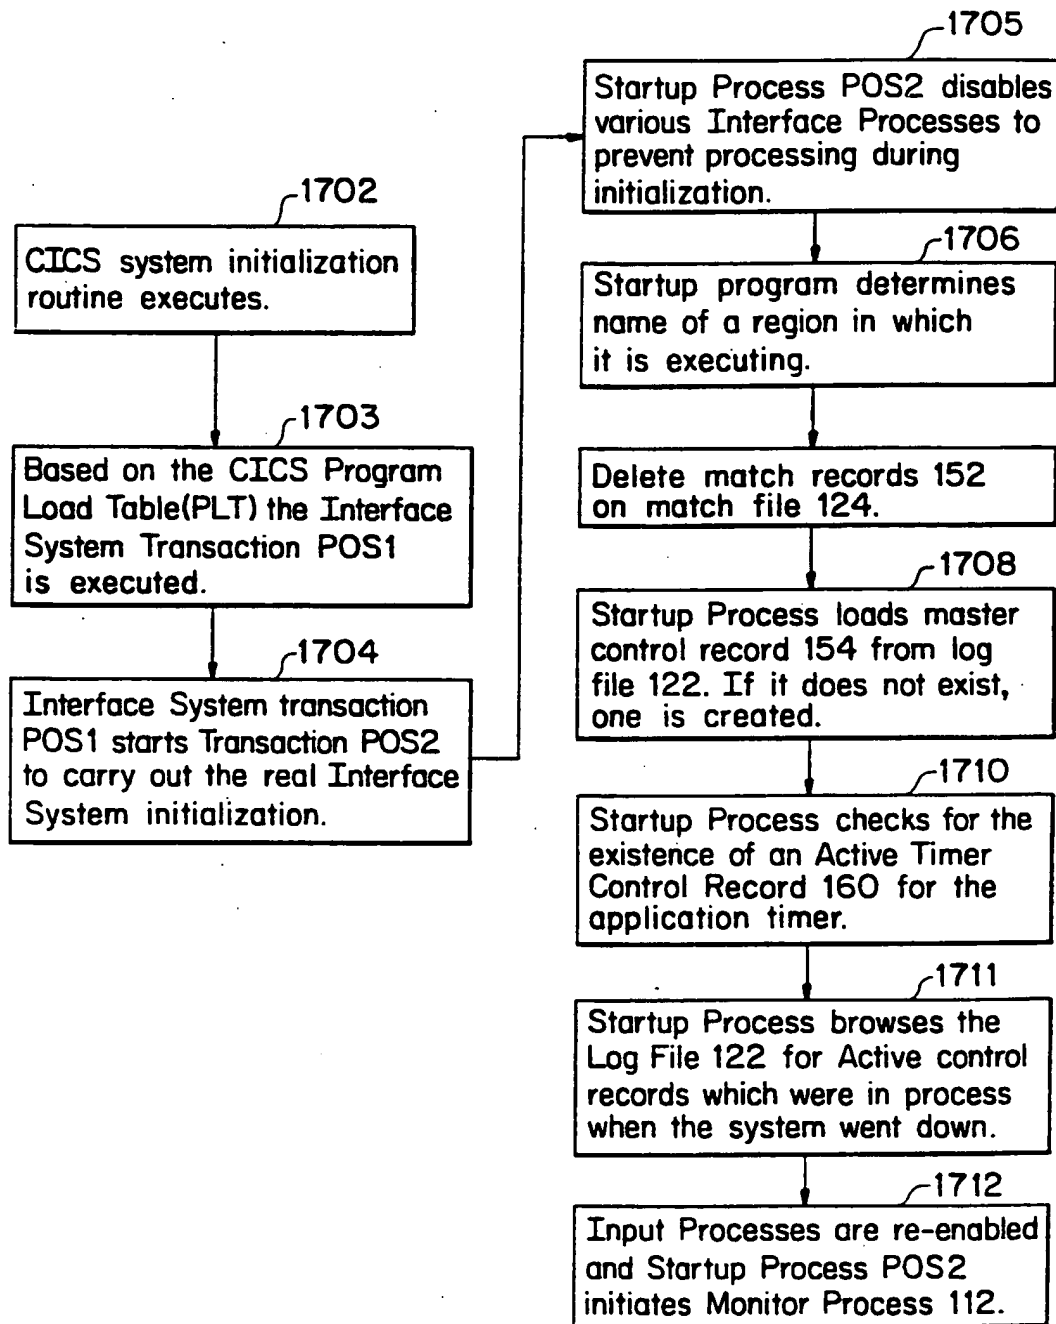 1702
CICS system initialization
routine executes.
1703
Based on the CICS Program
Load Table(PLT) the Interface
System Transaction POS1
is executed.
1704
Interface System transaction
POS1 starts Transaction POS2
to carry out the real Interface
System initialization.
1705
Startup Process POS2 disables
various Interface Processes to
prevent processing during
initialization.
1706
Startup program determines
name of a region in which
it is executing.
Delete match records 152
on match file 124.
1708
Startup Process loads master
control record 154 from log
file 122. If it does not exist,
one is created.
1710
Startup Process checks for the
existence of an Active Timer
Control Record 160 for the
application timer.
1711
Startup Process browses the
Log File 122 for Active control
records which were in process
when the system went down.
1712
Input Processes are re-enabled
and Startup Process POS2
initiates Monitor Process 112.